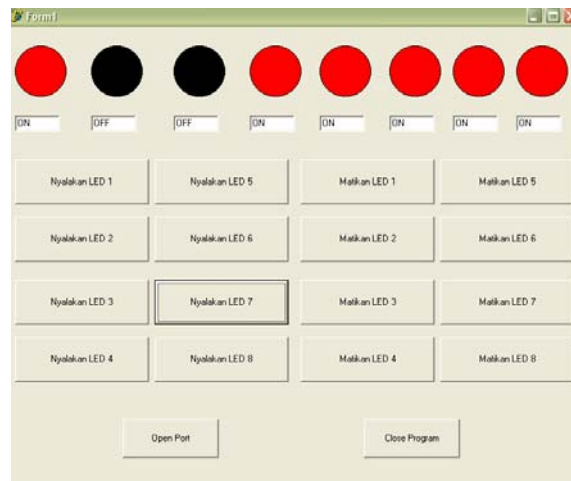 Form1
ON OFF OFF ON ON ON ON ON
Nyalakan LED 1 Nyalakan LED 5 Matikan LED 1 Matikan LED 5
Nyalakan LED 2 Nyalakan LED 6 Matikan LED 2 Matikan LED 6
Nyalakan LED 3 Nyalakan LED 7 Matikan LED 3 Matikan LED 7
Nyalakan LED 4 Nyalakan LED 8 Matikan LED 4 Matikan LED 8
Open Port Close Program